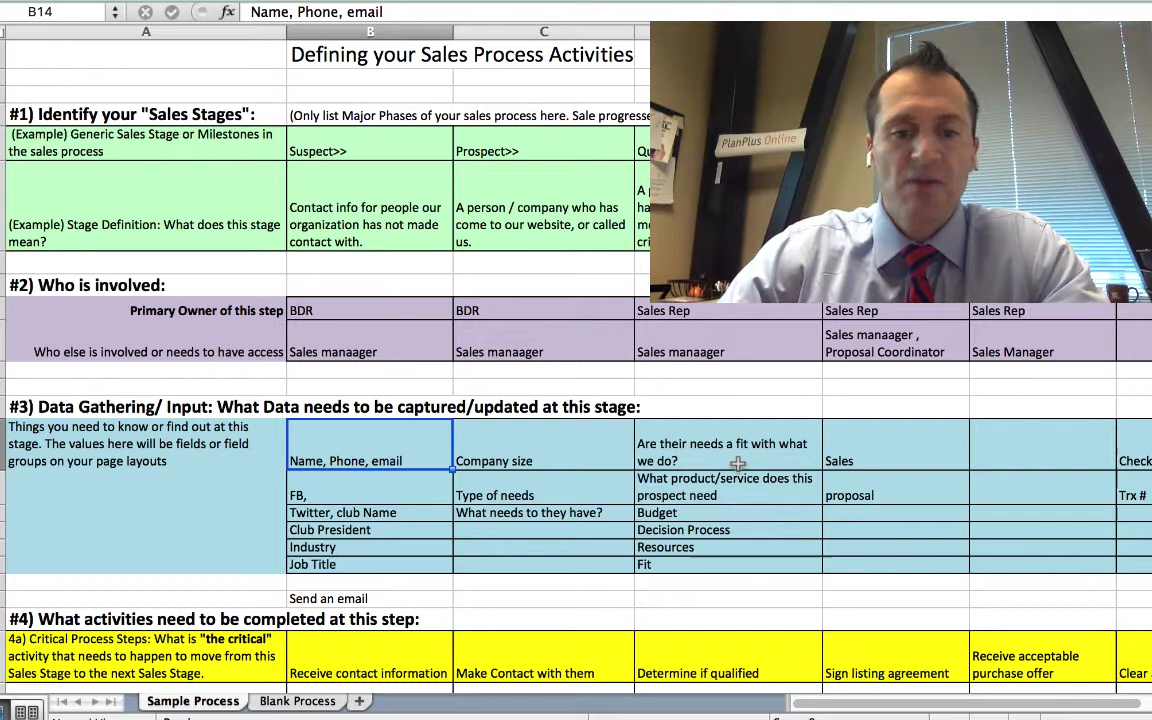 B14
fx
Name, Phone, email
A
B
C
Defining your Sales Process Activities
#1) Identify your "Sales Stages":
(Only list Major Phases of your sales process here. Sale progresse
(Example) Generic Sales Stage or Milestones in
the sales process
Suspect>>
Prospect>>
(Example) Stage Definition: What does this stage
mean?
Contact info for people our
organization has not made
contact with.
A person / company who has
come to our website, or called
us.
PlanPlus Online
#2) Who is involved:
Primary Owner of this step
BDR
BDR
Sales Rep
Sales Rep
Sales Rep
Who else is involved or needs to have access
Sales manaager
Sales manaager
Sales manaager
Sales manaager ,
Proposal Coordinator
Sales Manager
#3) Data Gathering/ Input: What Data needs to be captured/updated at this stage:
Things you need to know or find out at this
stage. The values here will be fields or field
groups on your page layouts
Name, Phone, email
Company size
Are their needs a fit with what
we do?
Sales
Check
FB,
Type of needs
What product/service does this
prospect need
proposal
Trx #
Twitter, club Name
What needs to they have?
Budget
Club President
Decision Process
Industry
Resources
Job Title
Fit
Send an email
#4) What activities need to be completed at this step:
4a) Critical Process Steps: What is "the critical"
activity that needs to happen to move from this
Sales Stage to the next Sales Stage.
Receive contact information
Make Contact with them
Determine if qualified
Sign listing agreement
Receive acceptable
purchase offer
Clear
Sample Process
Blank Process